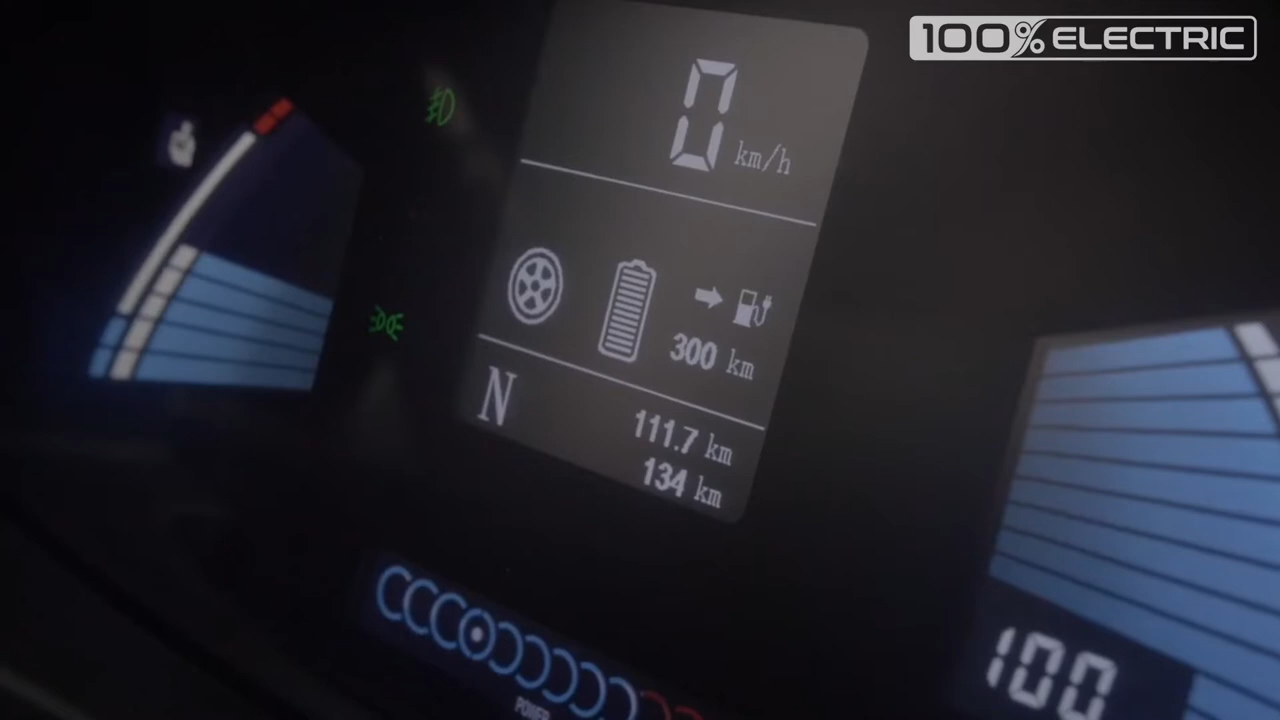 100% ELECTRIC
0 km/h
300 km
N
111.7 km
134 km
100
POWER